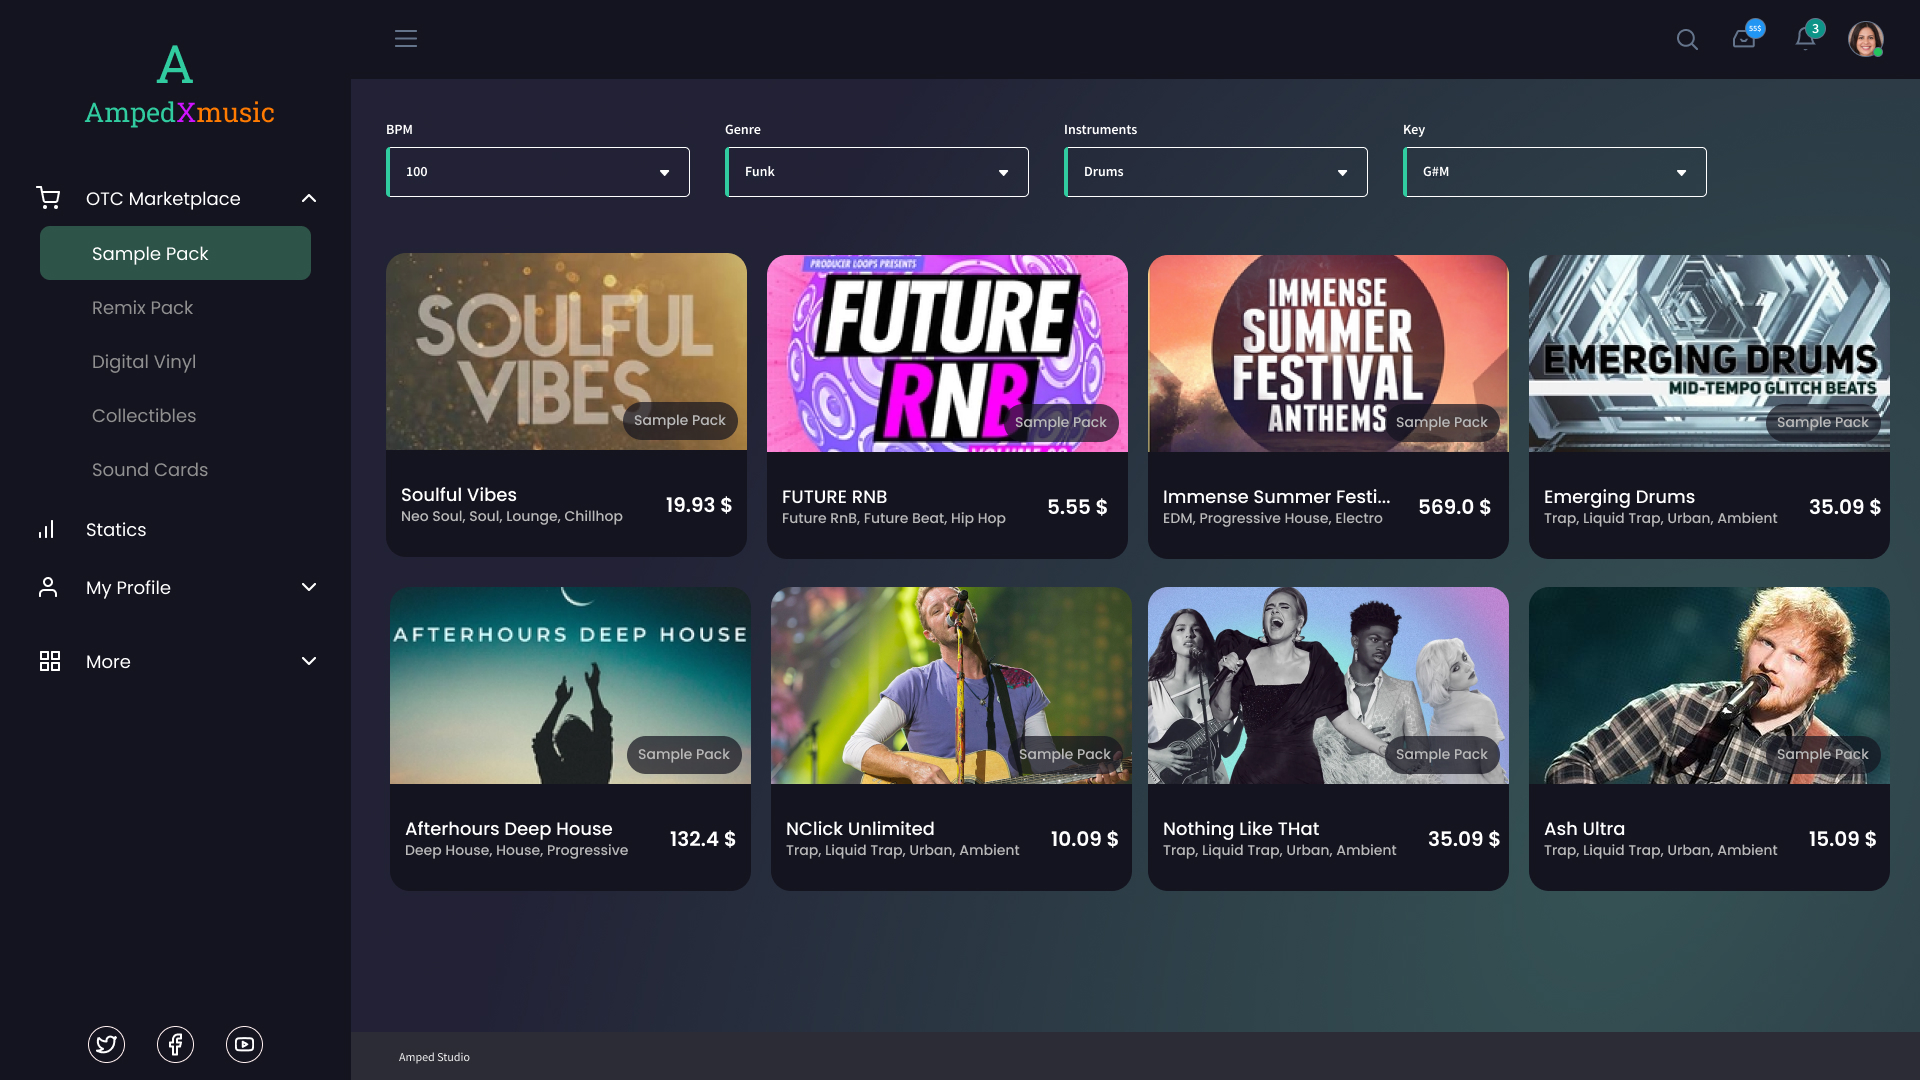 A
AmpedXmusic
OTC Marketplace
Sample Pack
Remix Pack
Digital Vinyl
Collectibles
Sound Cards
Statics
My Profile
More
$$$
3
BPM
Genre
Instruments
Key
100
Funk
Drums
G#M
SOULFUL
VIBES
Sample Pack
Soulful Vibes
Neo Soul, Soul, Lounge, Chillhop
19.93 $
PRODUCER LOOPS PRESENTS
FUTURE
RNB
Sample Pack
FUTURE RNB
Future RnB, Future Beat, Hip Hop
5.55 $
IMMENSE
SUMMER
FESTIVAL
ANTHEMS
Sample Pack
Immense Summer Festi...
EDM, Progressive House, Electro
569.0 $
EMERGING DRUMS
MID-TEMPO GLITCH BEATS
Sample Pack
Emerging Drums
Trap, Liquid Trap, Urban, Ambient
35.09 $
AFTERHOURS DEEP HOUSE
Sample Pack
Afterhours Deep House
Deep House, House, Progressive
132.4 $
Sample Pack
NClick Unlimited
Trap, Liquid Trap, Urban, Ambient
10.09 $
Sample Pack
Nothing Like THat
Trap, Liquid Trap, Urban, Ambient
35.09 $
Sample Pack
Ash Ultra
Trap, Liquid Trap, Urban, Ambient
15.09 $
Amped Studio